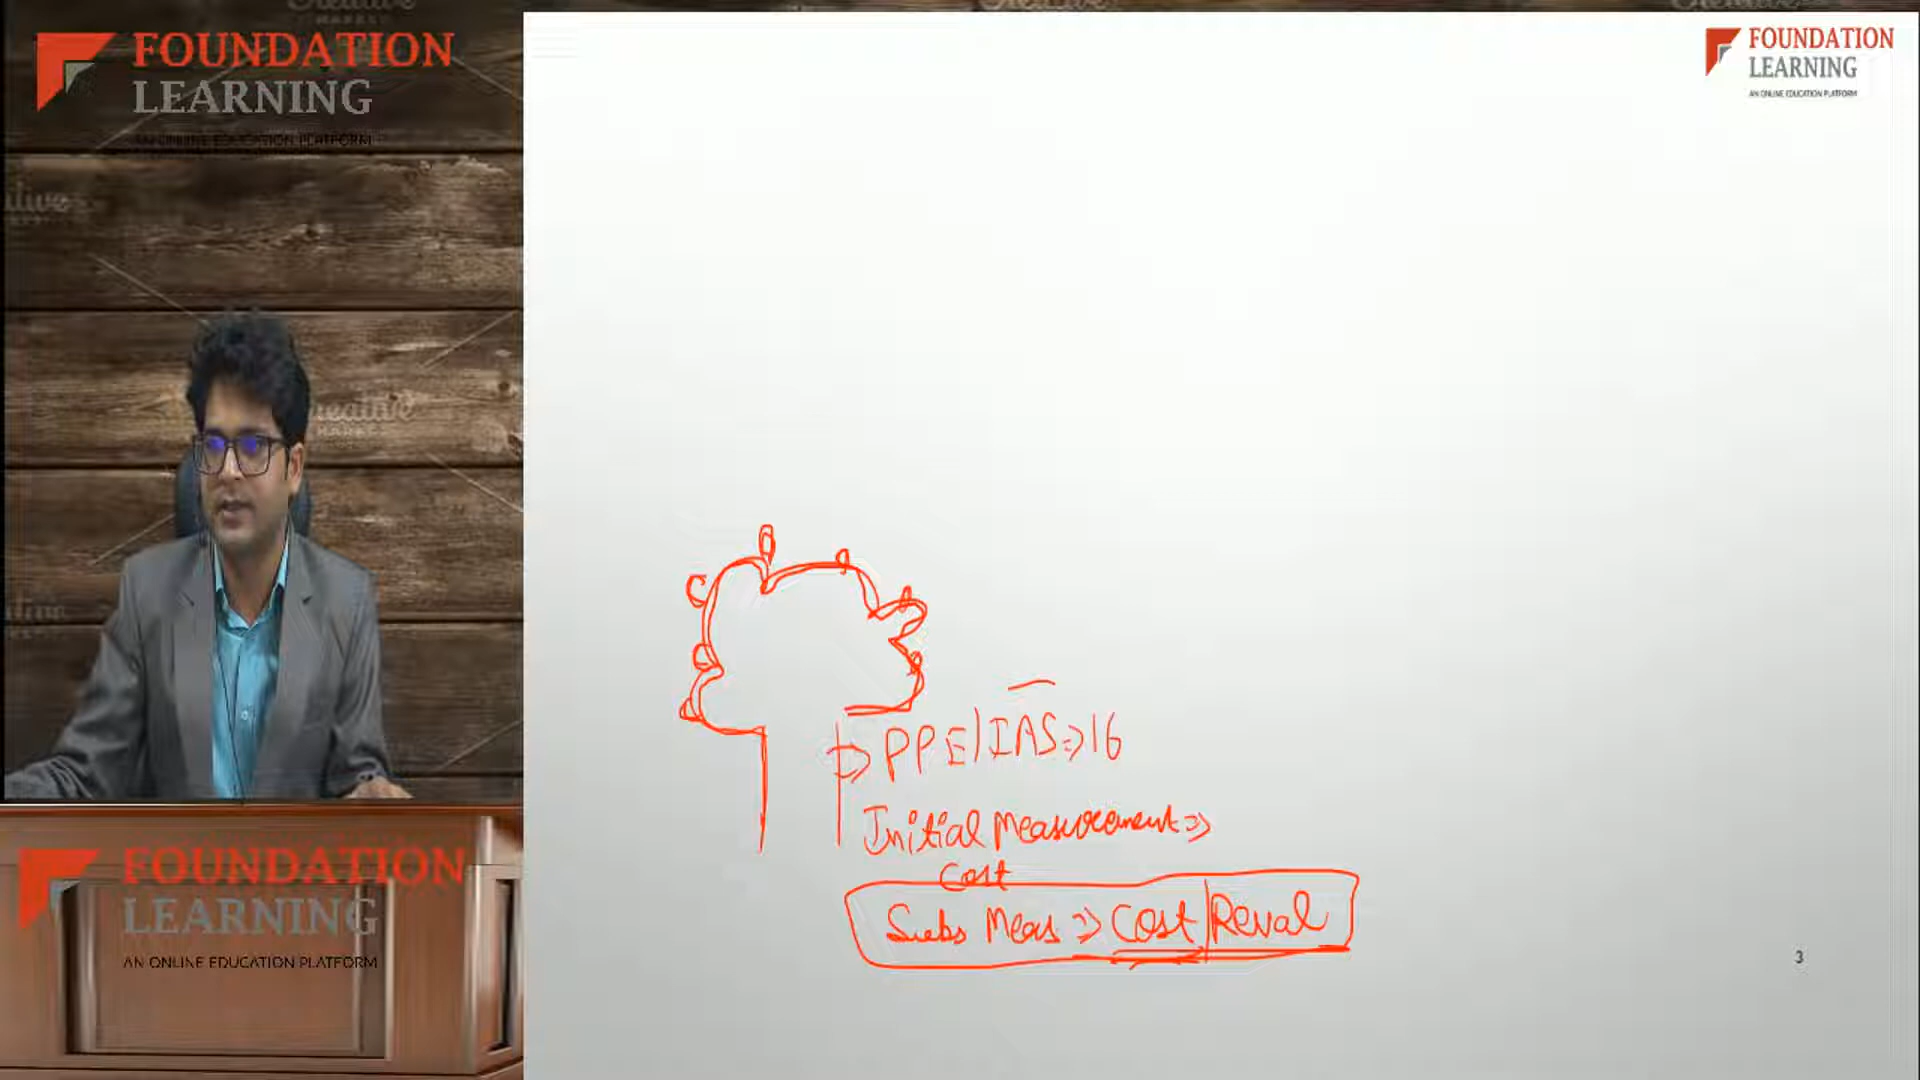 FOUNDATION
LEARNING
AN ONLINE EDUCATION PLATFORM
FOUNDATION
LEARNING
AN ONLINE EDUCATION PLATFORM
PPE/IAS⇒16
Initial Measurement⇒
Cost
Subs Meas ⇒ Cost|Reval
3
FOUNDATION
LEARNING
AN ONLINE EDUCATION PLATFORM